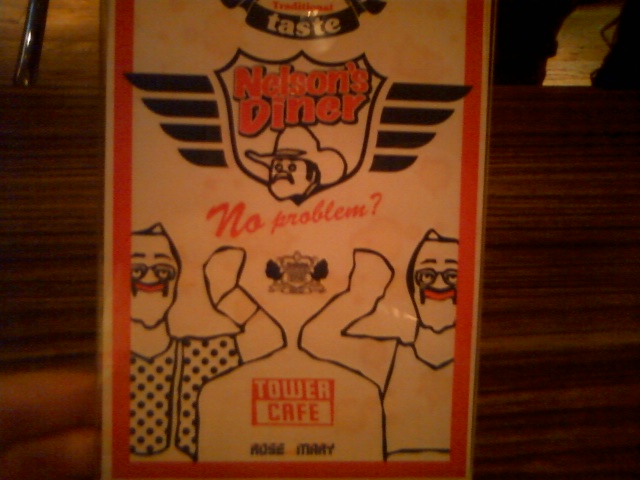 Traditional
taste
Nelson's
Diner
No problem?
TOWER
CAFE
ROSE MARY